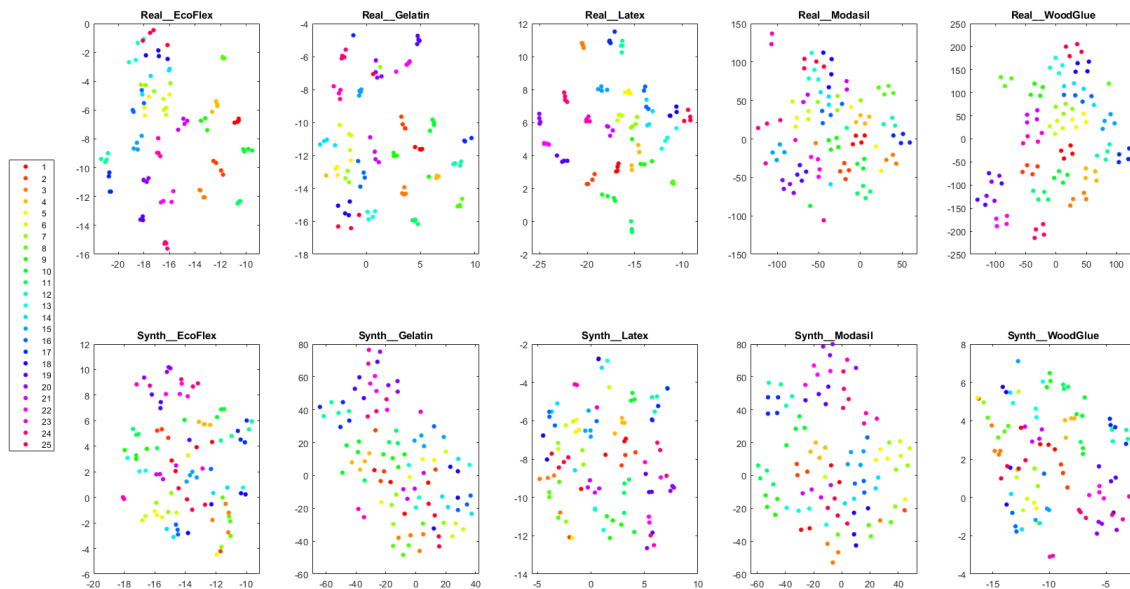 Real__EcoFlex Real__Gelatin Real__Latex Real__Modasil Real__WoodGlue
0 -4 12 150 250
-2 -6 10 100 200
-4 -8 8 50 150
-6 -10 6 0 100
-8 -12 4 -50 50
-10 -14 2 -100 0
-12 -16 0 -150 -50
-14 -18 -2 -100
-16 -150
-200
-250
-20 -18 -16 -14 -12 -10 0 5 10 -25 -20 -15 -10 -100 -50 0 50 -100 -50 0 50 100
1
2
3
4
5
6
7
8
9
10
11
12
13
14
15
16
17
18
19
20
21
22
23
24
25
Synth__EcoFlex Synth__Gelatin Synth__Latex Synth__Modasil Synth__WoodGlue
12 80 -2 80 8
10 60 -4 60 6
8 40 -6 40 4
6 20 -8 20 2
4 0 -10 0 0
2 -20 -12 -20 -2
0 -40 -14 -40 -4
-2 -60 -60
-4
-6
-20 -18 -16 -14 -12 -10 -60 -40 -20 0 20 40 -5 0 5 10 -60 -40 -20 0 20 40 -15 -10 -5